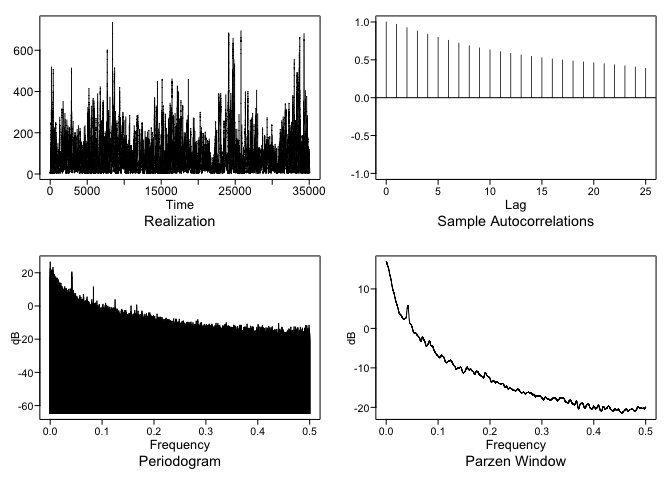 600
400
200
0
0 5000 15000 25000 35000
Time
Realization
1.0
0.5
0.0
-0.5
-1.0
0 5 10 15 20 25
Lag
Sample Autocorrelations
20
0
-20
-40
-60
dB
0.0 0.1 0.2 0.3 0.4 0.5
Frequency
Periodogram
10
0
-10
-20
dB
0.0 0.1 0.2 0.3 0.4 0.5
Frequency
Parzen Window